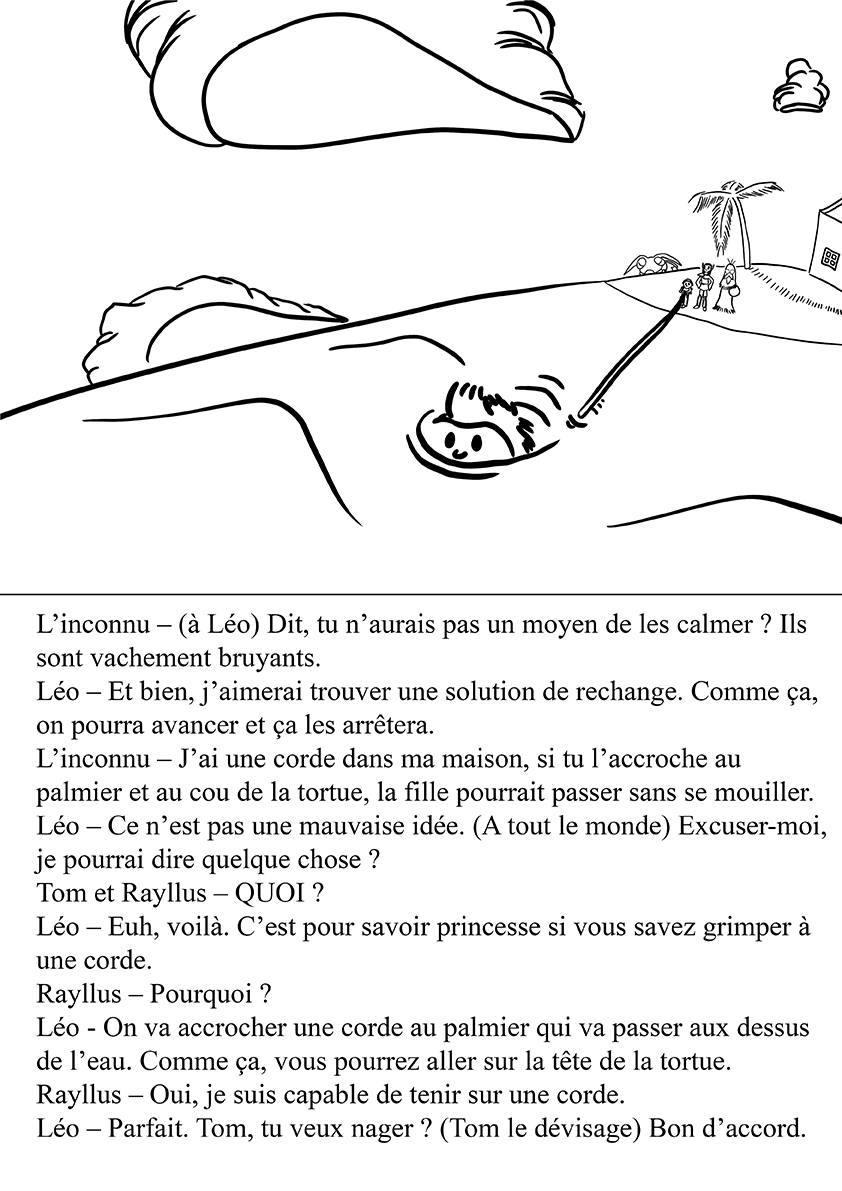 L’inconnu – (à Léo) Dit, tu n’aurais pas un moyen de les calmer ? Ils
sont vachement bruyants.
Léo – Et bien, j’aimerai trouver une solution de rechange. Comme ça,
on pourra avancer et ça les arrêtera.
L’inconnu – J’ai une corde dans ma maison, si tu l’accroche au
palmier et au cou de la tortue, la fille pourrait passer sans se mouiller.
Léo – Ce n’est pas une mauvaise idée. (A tout le monde) Excuser-moi,
je pourrai dire quelque chose ?
Tom et Rayllus – QUOI ?
Léo – Euh, voilà. C’est pour savoir princesse si vous savez grimper à
une corde.
Rayllus – Pourquoi ?
Léo - On va accrocher une corde au palmier qui va passer aux dessus
de l’eau. Comme ça, vous pourrez aller sur la tête de la tortue.
Rayllus – Oui, je suis capable de tenir sur une corde.
Léo – Parfait. Tom, tu veux nager ? (Tom le dévisage) Bon d’accord.